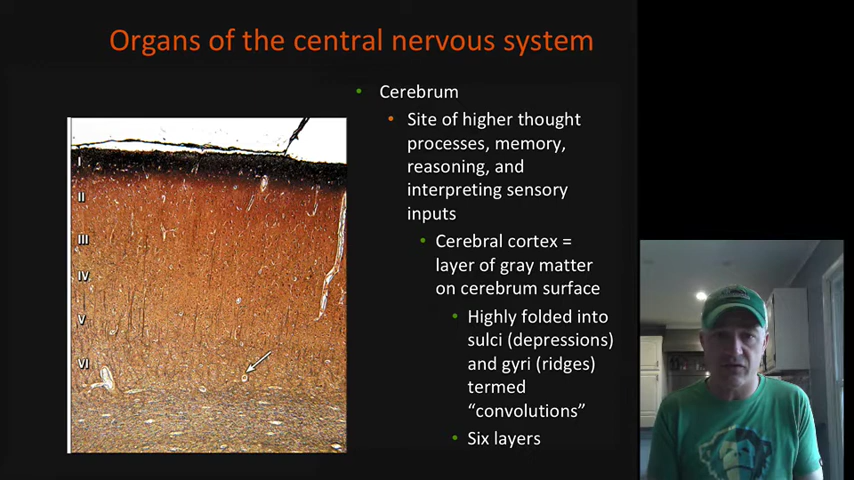 Organs of the central nervous system
• Cerebrum
• Site of higher thought
processes, memory,
reasoning, and
interpreting sensory
inputs
• Cerebral cortex =
layer of gray matter
on cerebrum surface
• Highly folded into
sulci (depressions)
and gyri (ridges)
termed
“convolutions”
• Six layers
I
II
III
IV
V
VI